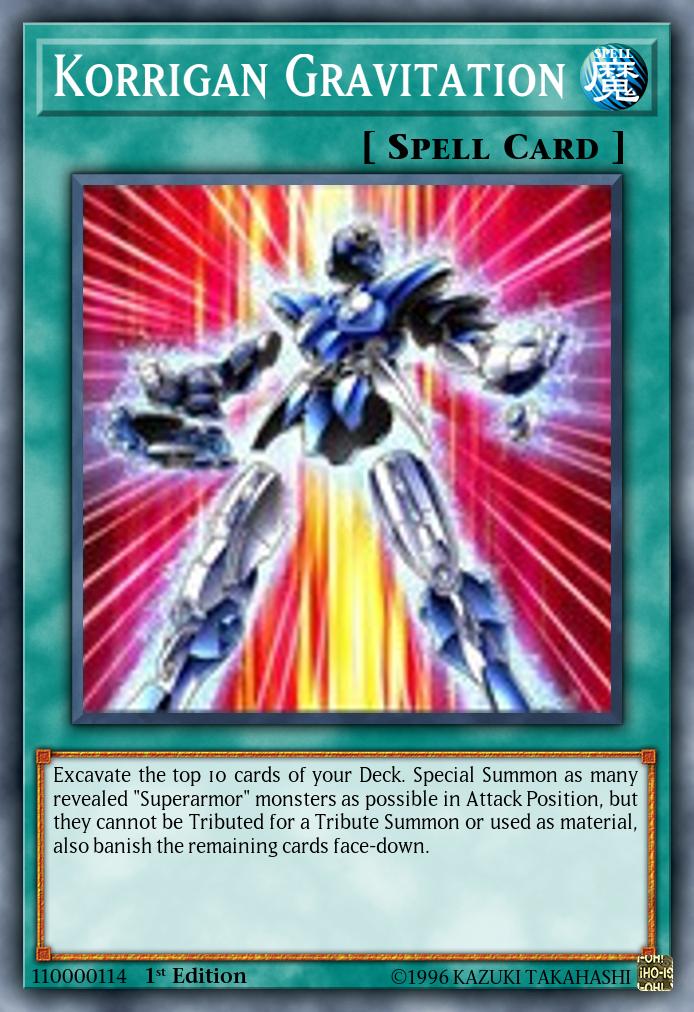 Korrigan Gravitation
SPELL
魔
[ Spell Card ]
Excavate the top 10 cards of your Deck. Special Summon as many
revealed "Superarmor" monsters as possible in Attack Position, but
they cannot be Tributed for a Tribute Summon or used as material,
also banish the remaining cards face-down.
110000114 1st Edition ©1996 KAZUKI TAKAHASHI